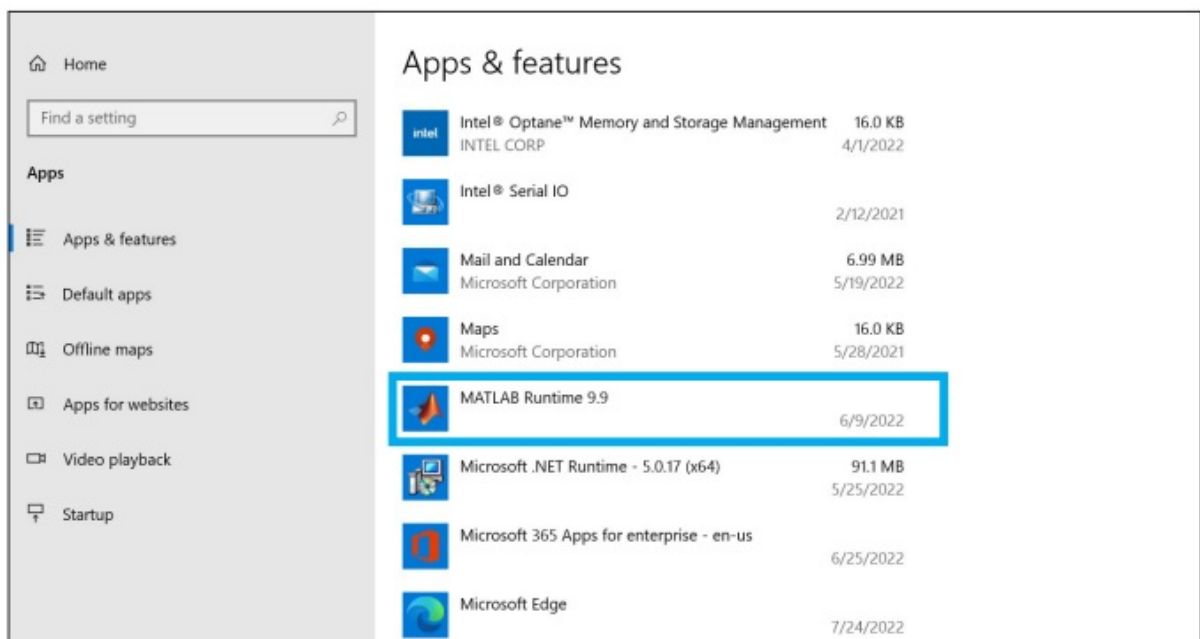 Home
Find a setting
Apps
Apps & features
Default apps
Offline maps
Apps for websites
Video playback
Startup
Apps & features
intel
Intel® Optane™ Memory and Storage Management 16.0 KB
INTEL CORP 4/1/2022
Intel® Serial IO
2/12/2021
Mail and Calendar 6.99 MB
Microsoft Corporation 5/19/2022
Maps 16.0 KB
Microsoft Corporation 5/28/2021
MATLAB Runtime 9.9
6/9/2022
Microsoft .NET Runtime - 5.0.17 (x64) 91.1 MB
5/25/2022
Microsoft 365 Apps for enterprise - en-us
6/25/2022
Microsoft Edge
7/24/2022